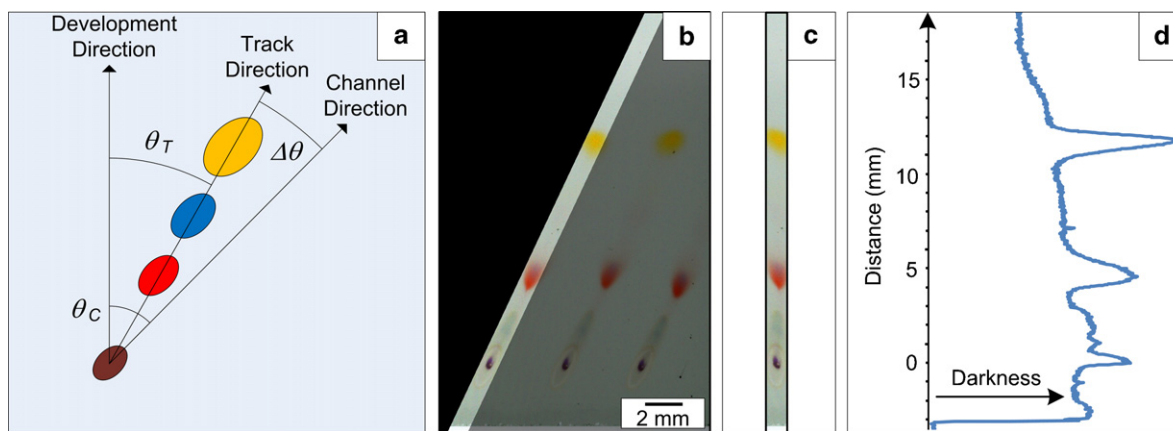 a
Development
Direction
Track
Direction
Channel
Direction
θT
Δθ
θC
b
2 mm
c
d
15
10
5
0
Distance (mm)
Darkness